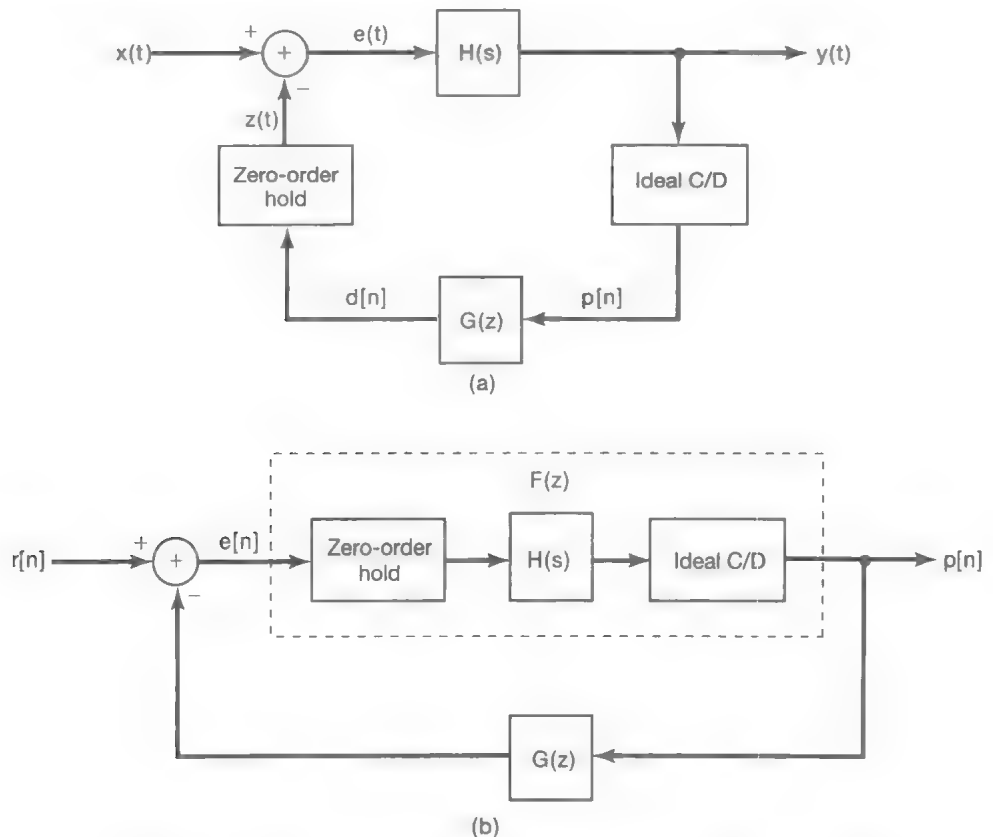 x(t)
+
+
−
e(t)
H(s)
y(t)
z(t)
Zero-order
hold
Ideal C/D
d[n]
G(z)
p[n]
(a)
F(z)
r[n]
+
+
−
e[n]
Zero-order
hold
H(s)
Ideal C/D
p[n]
G(z)
(b)